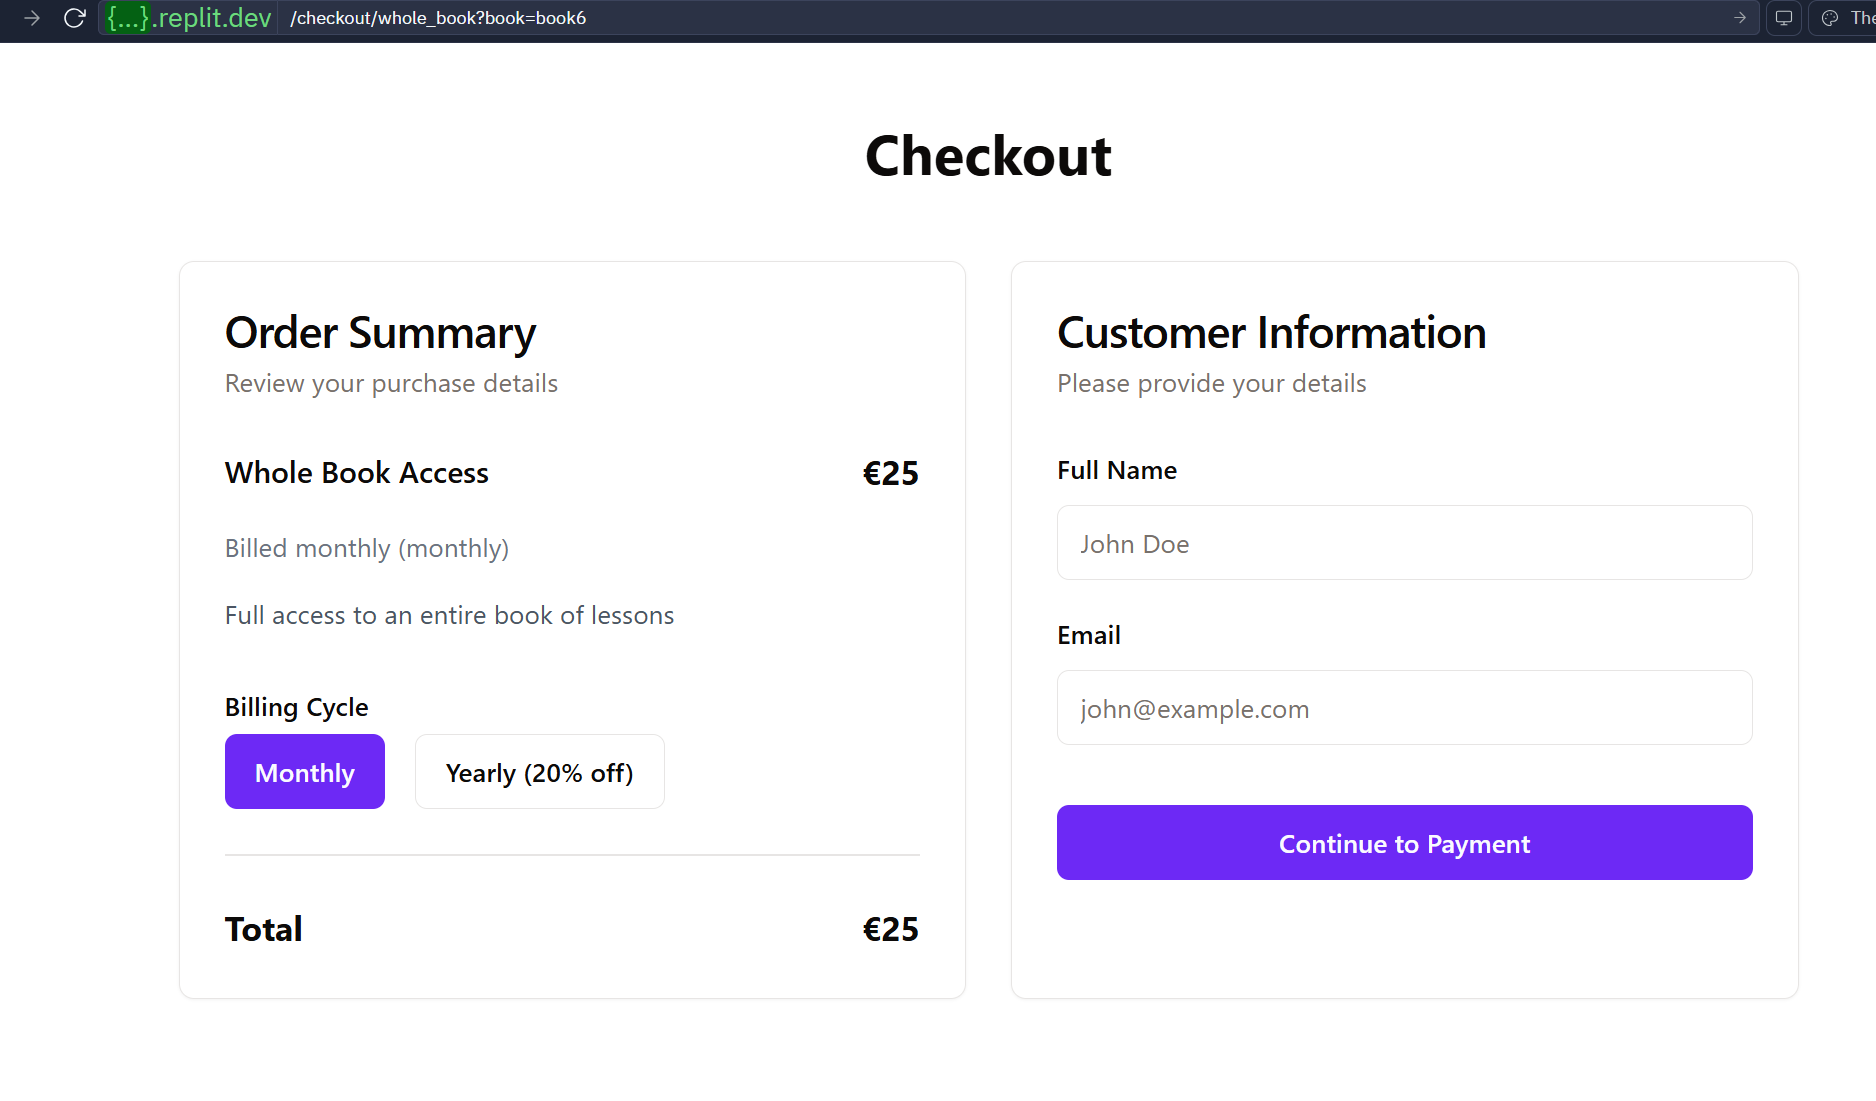 {...}.replit.dev /checkout/whole_book?book=book6
Checkout
Order Summary
Review your purchase details
Whole Book Access €25
Billed monthly (monthly)
Full access to an entire book of lessons
Billing Cycle
Monthly Yearly (20% off)
Total €25
Customer Information
Please provide your details
Full Name
John Doe
Email
john@example.com
Continue to Payment